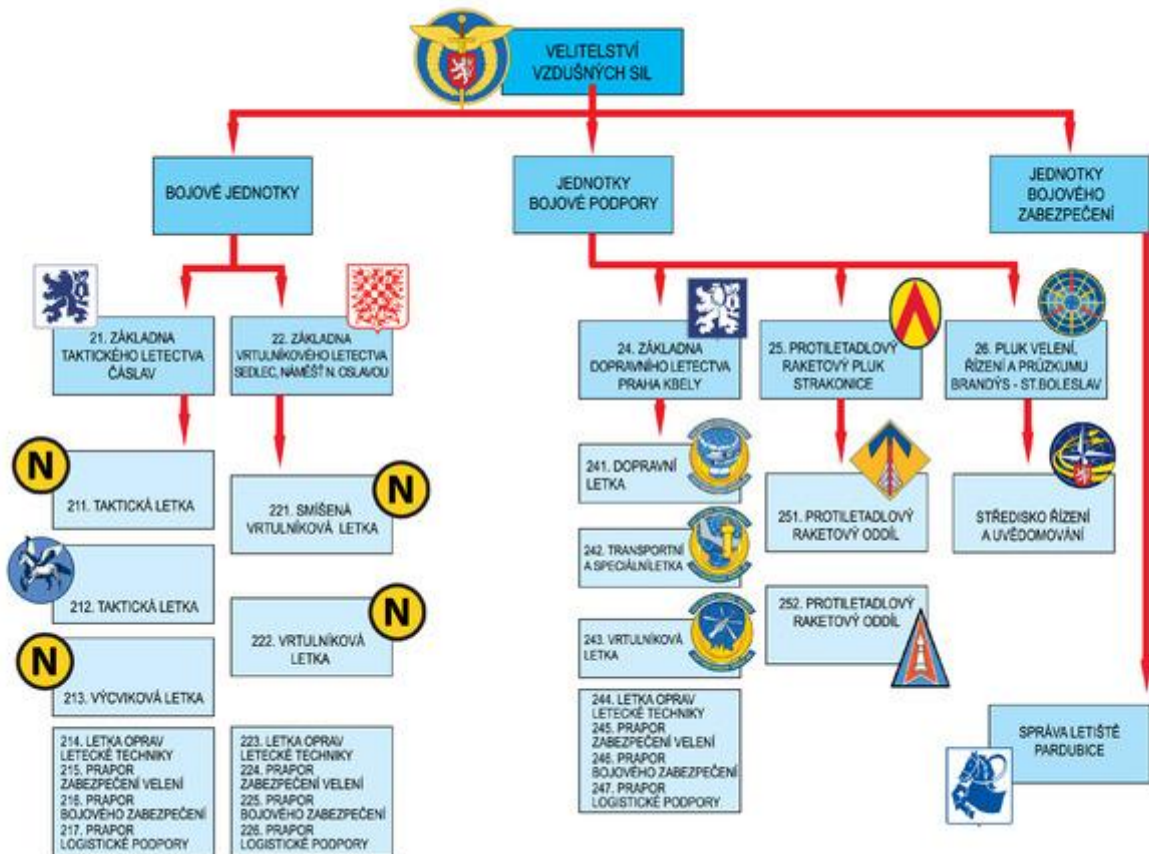 VELITELSTVÍ
VZDUŠNÝCH SIL
BOJOVÉ JEDNOTKY
JEDNOTKY
BOJOVÉ PODPORY
JEDNOTKY
BOJOVÉHO
ZABEZPEČENÍ
21. ZÁKLADNA
TAKTICKÉHO LETECTVA
ČÁSLAV
22. ZÁKLADNA
VRTULNÍKOVÉHO LETECTVA
SEDLEC, NÁMĚŠŤ N. OSLAVOU
24. ZÁKLADNA
DOPRAVNÍHO LETECTVA
PRAHA KBELY
25. PROTILETADLOVÝ
RAKETOVÝ PLUK
STRAKONICE
26. PLUK VELENÍ,
ŘÍZENÍ A PRŮZKUMU
BRANDÝS - ST.BOLESLAV
N
211. TAKTICKÁ LETKA
212. TAKTICKÁ LETKA
N
213. VÝCVIKOVÁ LETKA
214. LETKA OPRAV
LETECKÉ TECHNIKY
215. PRAPOR
ZABEZPEČENÍ VELENÍ
216. PRAPOR
BOJOVÉHO ZABEZPEČENÍ
217. PRAPOR
LOGISTICKÉ PODPORY
N
221. SMÍŠENÁ
VRTULNÍKOVÁ LETKA
N
222. VRTULNÍKOVÁ
LETKA
223. LETKA OPRAV
LETECKÉ TECHNIKY
224. PRAPOR
ZABEZPEČENÍ VELENÍ
225. PRAPOR
BOJOVÉHO ZABEZPEČENÍ
226. PRAPOR
LOGISTICKÉ PODPORY
241. DOPRAVNÍ
LETKA
242. TRANSPORTNÍ
A SPECIÁLNÍ LETKA
243. VRTULNÍKOVÁ
LETKA
244. LETKA OPRAV
LETECKÉ TECHNIKY
245. PRAPOR
ZABEZPEČENÍ VELENÍ
246. PRAPOR
BOJOVÉHO ZABEZPEČENÍ
247. PRAPOR
LOGISTICKÉ PODPORY
251. PROTILETADLOVÝ
RAKETOVÝ ODDÍL
252. PROTILETADLOVÝ
RAKETOVÝ ODDÍL
STŘEDISKO ŘÍZENÍ
A UVĚDOMOVÁNÍ
SPRÁVA LETIŠTĚ
PARDUBICE